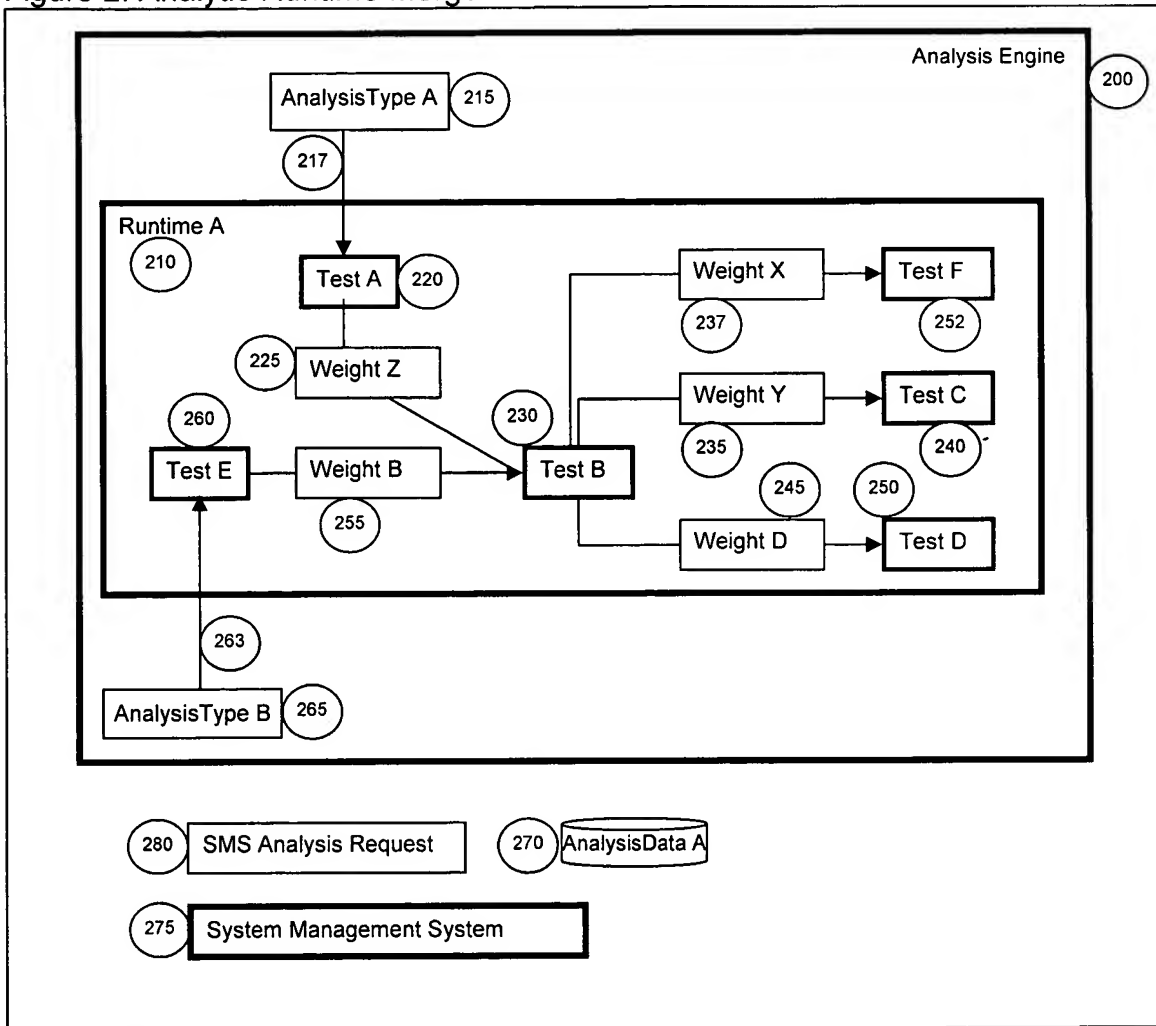 Analysis Engine
200
AnalysisType A
215
217
Runtime A
210
Test A
220
Weight X
237
Test F
252
225
Weight Z
260
230
Weight Y
235
Test C
240
Test E
Weight B
255
Test B
245
250
Weight D
Test D
263
AnalysisType B
265
280
SMS Analysis Request
270
AnalysisData A
275
System Management System